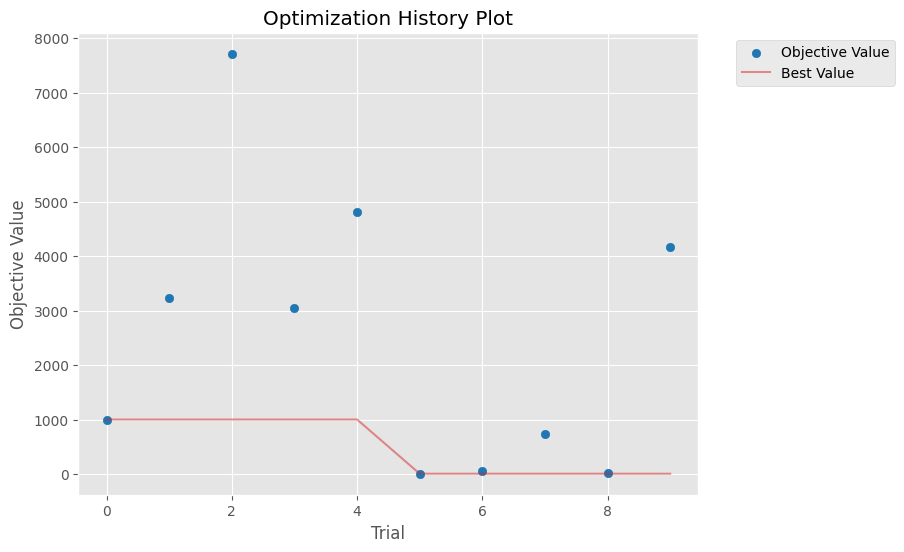 Optimization History Plot
Objective Value
Best Value
8000
7000
6000
5000
4000
3000
2000
1000
0
Objective Value
0 2 4 6 8
Trial